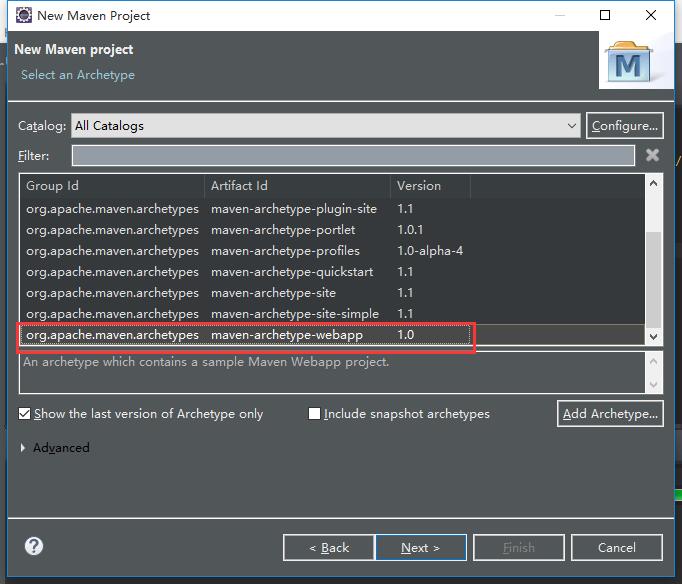 New Maven Project
New Maven project
Select an Archetype
M
Catalog: All Catalogs Configure...
Filter:
Group Id Artifact Id Version
org.apache.maven.archetypes maven-archetype-plugin-site 1.1
org.apache.maven.archetypes maven-archetype-portlet 1.0.1
org.apache.maven.archetypes maven-archetype-profiles 1.0-alpha-4
org.apache.maven.archetypes maven-archetype-quickstart 1.1
org.apache.maven.archetypes maven-archetype-site 1.1
org.apache.maven.archetypes maven-archetype-site-simple 1.1
org.apache.maven.archetypes maven-archetype-webapp 1.0
An archetype which contains a sample Maven Webapp project.
Show the last version of Archetype only Include snapshot archetypes Add Archetype...
Advanced
? < Back Next > Finish Cancel